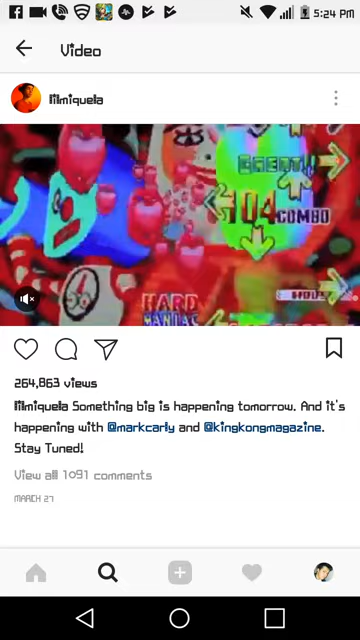 5:24 PM
Video
lilmiquela
GREAT!!
104 COMBO
HARD
MANIAC
264,863 views
lilmiquela Something big is happening tomorrow. And it's
happening with @markcarly and @kingkongmagazine.
Stay Tuned!
View all 1091 comments
MARCH 27